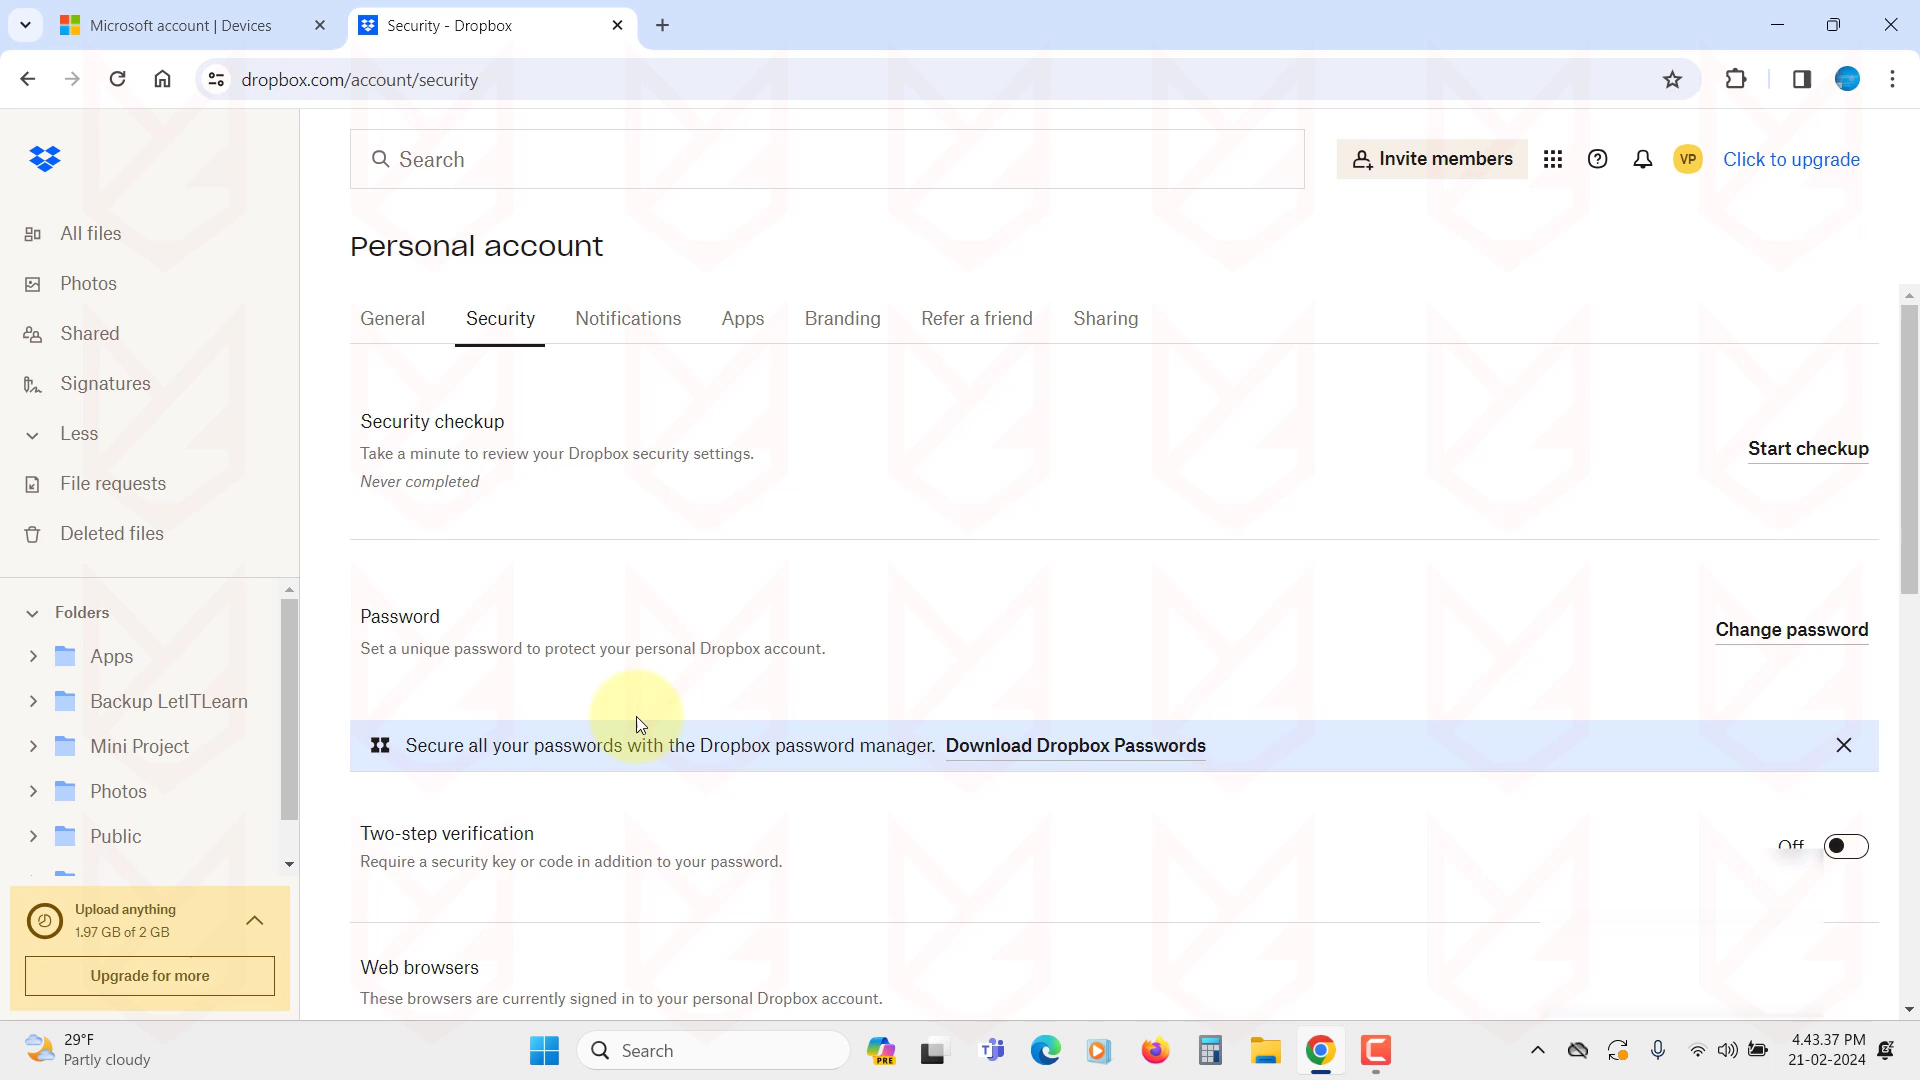 Microsoft account | Devices
Security - Dropbox
dropbox.com/account/security
Search
Invite members
VP
Click to upgrade
All files
Photos
Shared
Signatures
Less
File requests
Deleted files
Folders
Apps
Backup LetITLearn
Mini Project
Photos
Public
Upload anything
1.97 GB of 2 GB
Upgrade for more
Personal account
General
Security
Notifications
Apps
Branding
Refer a friend
Sharing
Security checkup
Take a minute to review your Dropbox security settings.
Never completed
Start checkup
Password
Set a unique password to protect your personal Dropbox account.
Change password
Secure all your passwords with the Dropbox password manager. Download Dropbox Passwords
Two-step verification
Require a security key or code in addition to your password.
Off
Web browsers
These browsers are currently signed in to your personal Dropbox account.
29°F
Partly cloudy
Search
PRE
4.43.37 PM
21-02-2024